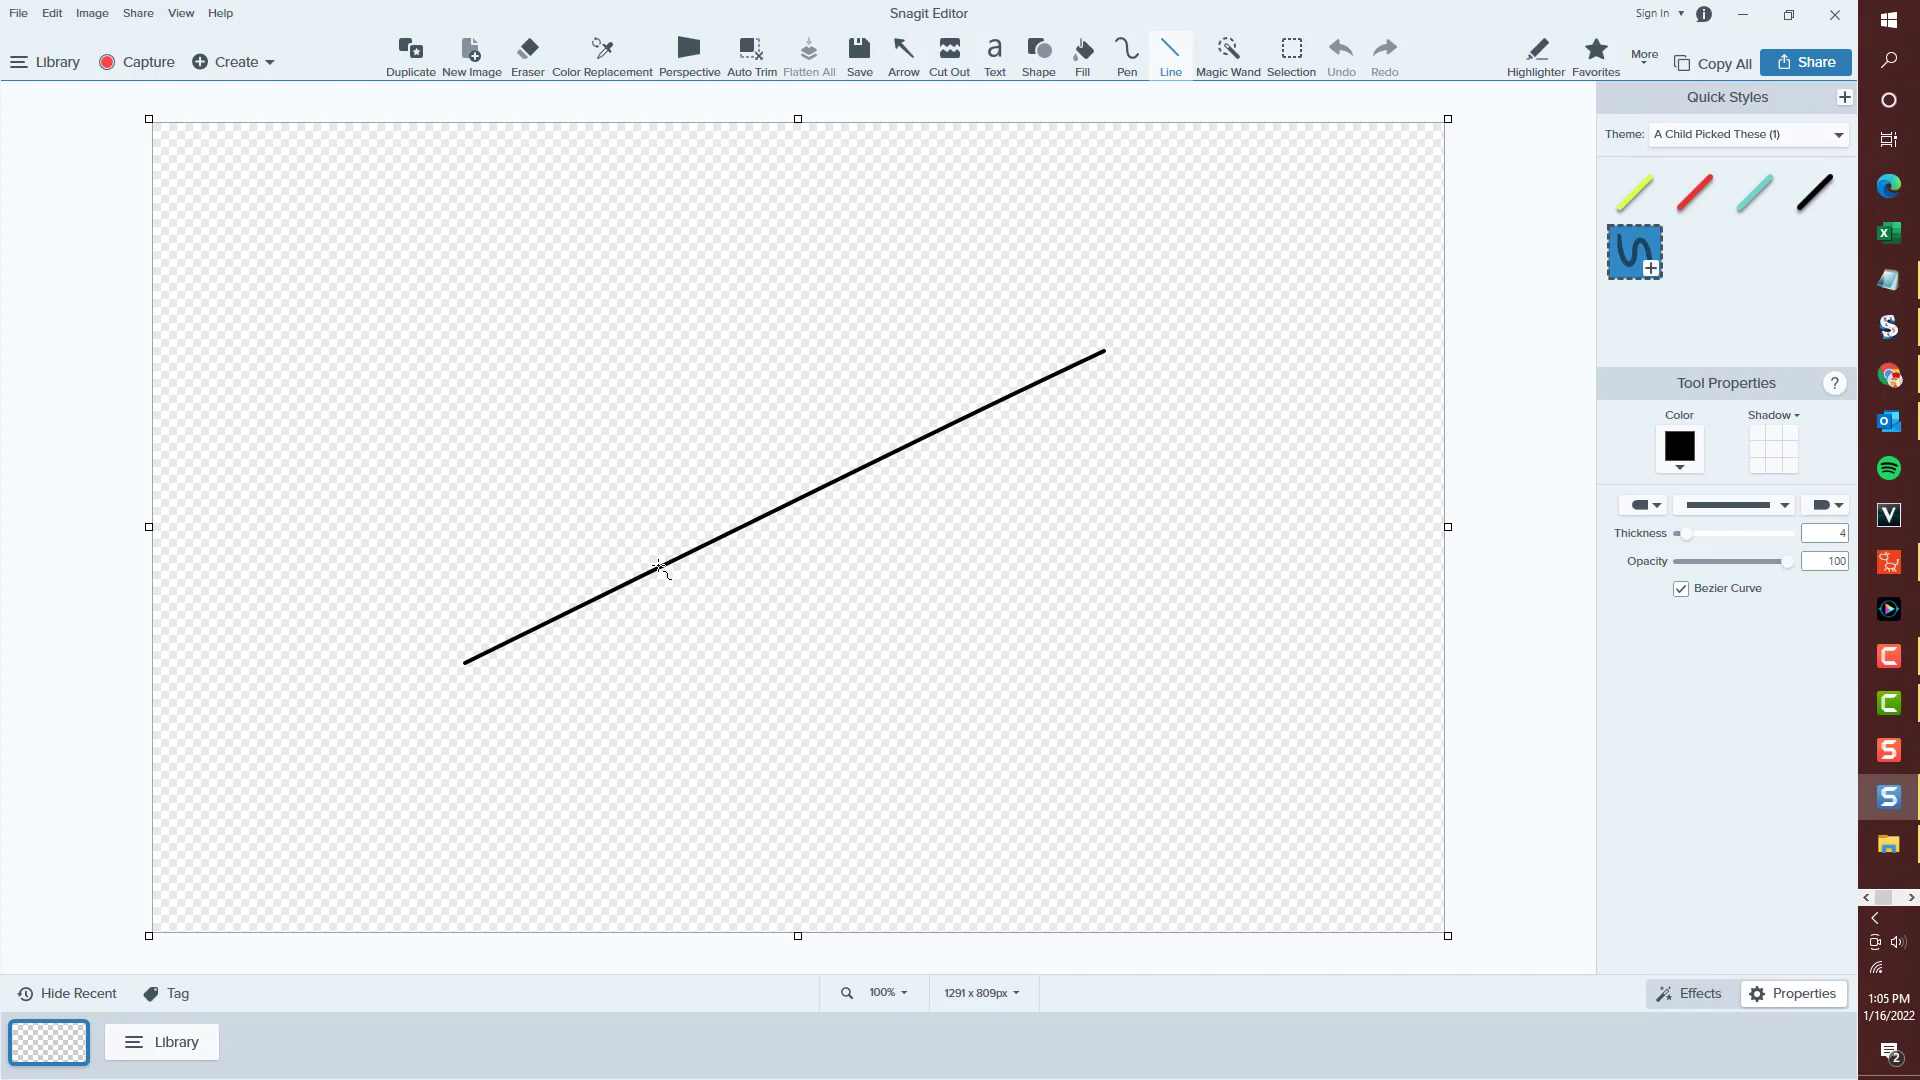 File Edit Image Share View Help
Snagit Editor
Sign In
Library Capture Create
Duplicate New Image Eraser Color Replacement Perspective Auto Trim Flatten All Save Arrow Cut Out Text Shape Fill Pen Line Magic Wand Selection Undo Redo
Highlighter Favorites More Copy All Share
Quick Styles
Theme: A Child Picked These (1)
Tool Properties ?
Color Shadow
Thickness 4
Opacity 100
Bezier Curve
Hide Recent Tag
100% 1291 x 809px
Effects Properties
Library
1:05 PM
1/16/2022
2